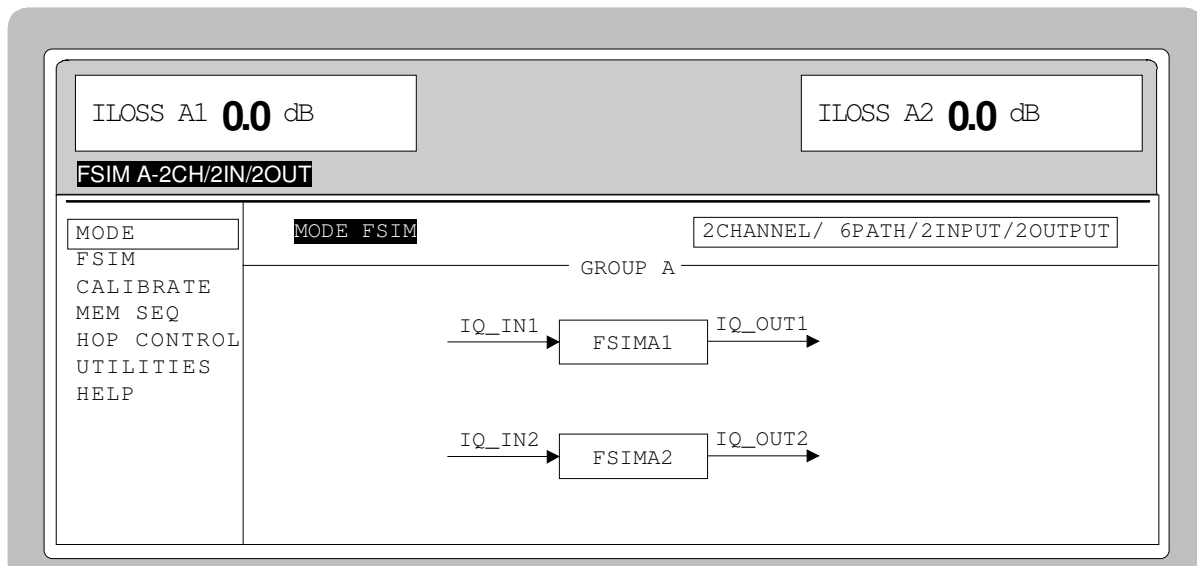 ILOSS A1 0.0 dB
ILOSS A2 0.0 dB
FSIM A-2CH/2IN/2OUT
MODE
FSIM
CALIBRATE
MEM SEQ
HOP CONTROL
UTILITIES
HELP
MODE FSIM
2CHANNEL/ 6PATH/2INPUT/2OUTPUT
GROUP A
IQ_IN1
FSIMA1
IQ_OUT1
IQ_IN2
FSIMA2
IQ_OUT2